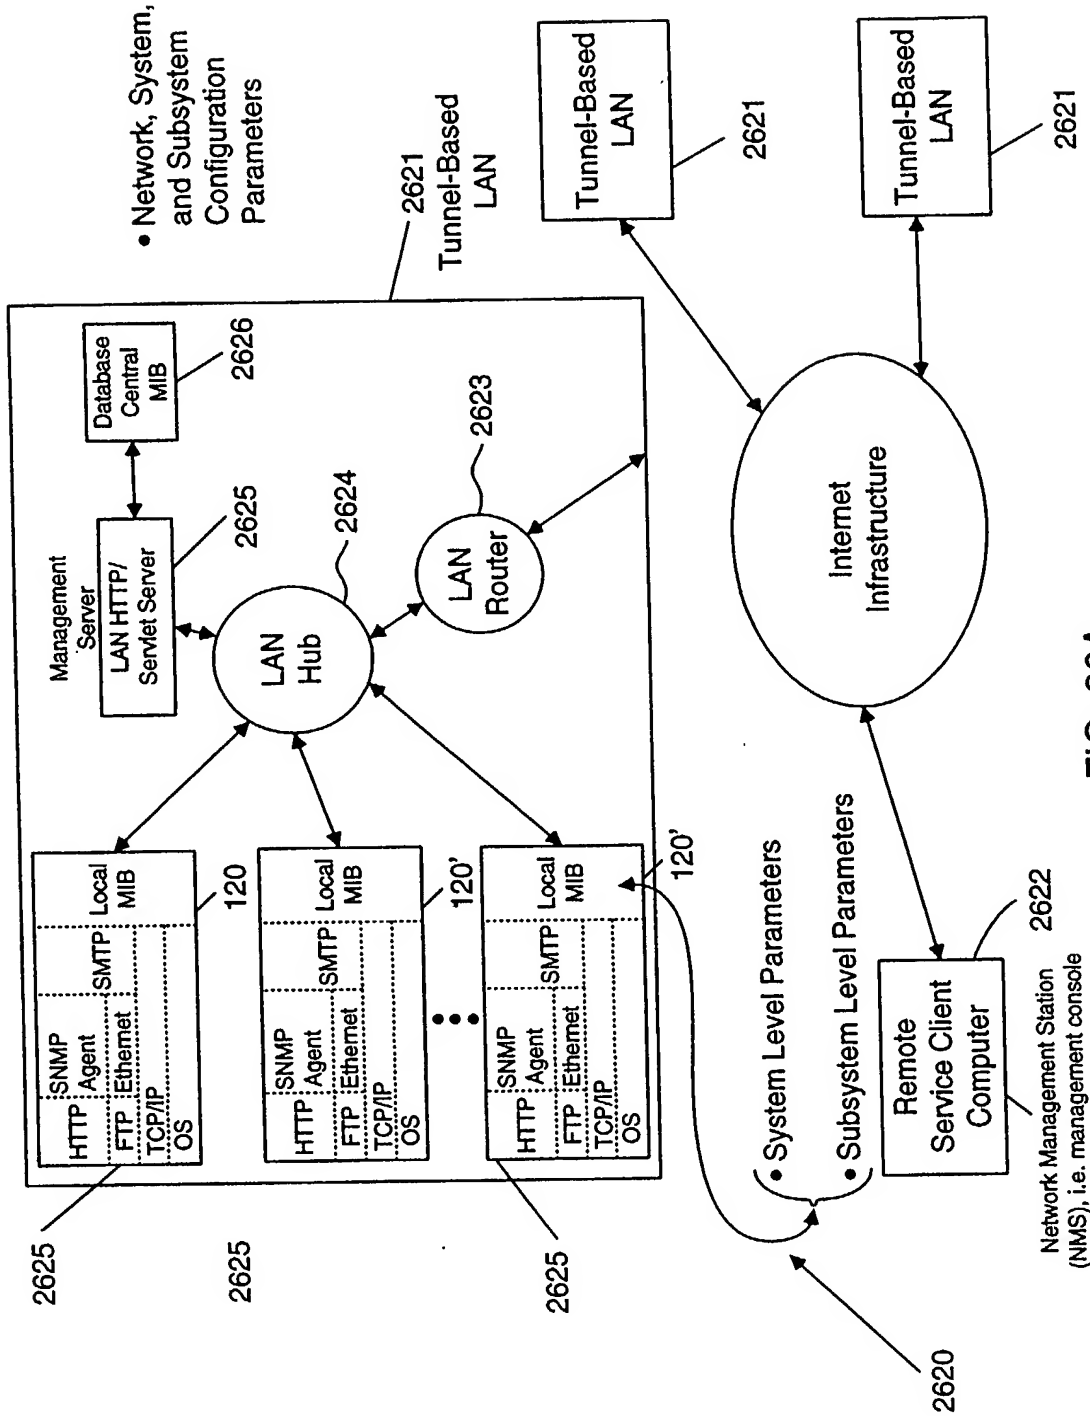 • Network, System,
and Subsystem
Configuration
Parameters
2621
Tunnel-Based
LAN
Management
Server
LAN HTTP/
Servlet Server
2625
Database
Central
MIB
2626
LAN
Hub
2624
LAN
Router
2623
HTTP
SNMP
Agent
FTP
Ethernet
SMTP
TCP/IP
OS
Local
MIB
120
2625
HTTP
SNMP
Agent
FTP
Ethernet
SMTP
TCP/IP
OS
Local
MIB
120'
2625
HTTP
SNMP
Agent
FTP
Ethernet
SMTP
TCP/IP
OS
Local
MIB
120'
2625
Tunnel-Based
LAN
2621
Tunnel-Based
LAN
2621
Internet
Infrastructure
• System Level Parameters
• Subsystem Level Parameters
2620
Remote
Service Client
Computer
2622
Network Management Station
(NMS), i.e. management console